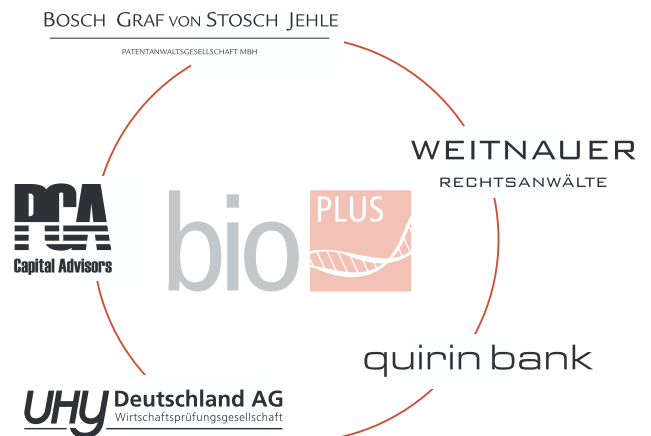 BOSCH GRAF VON STOSCH JEHLE
PATENTANWALTSGESELLSCHAFT MBH
WEITNAUER
RECHTSANWÄLTE
PCA
Capital Advisors
bio PLUS
quirin bank
UHY Deutschland AG
Wirtschaftsprüfungsgesellschaft